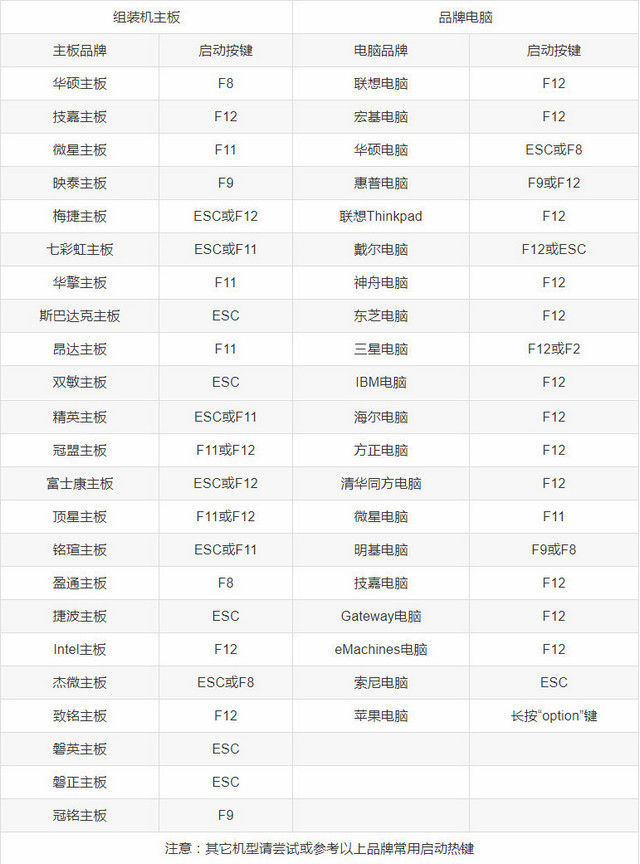 组装机主板 品牌电脑
主板品牌 启动按键 电脑品牌 启动按键
华硕主板 F8 联想电脑 F12
技嘉主板 F12 宏基电脑 F12
微星主板 F11 华硕电脑 ESC或F8
映泰主板 F9 惠普电脑 F9或F12
梅捷主板 ESC或F12 联想Thinkpad F12
七彩虹主板 ESC或F11 戴尔电脑 F12或ESC
华擎主板 F11 神舟电脑 F12
斯巴达克主板 ESC 东芝电脑 F12
昂达主板 F11 三星电脑 F12或F2
双敏主板 ESC IBM电脑 F12
精英主板 ESC或F11 海尔电脑 F12
冠盟主板 F11或F12 方正电脑 F12
富士康主板 ESC或F12 清华同方电脑 F12
顶星主板 F11或F12 微星电脑 F11
铭瑄主板 ESC或F11 明基电脑 F9或F8
盈通主板 F8 技嘉电脑 F12
捷波主板 ESC Gateway电脑 F12
Intel主板 F12 eMachines电脑 F12
杰微主板 ESC或F8 索尼电脑 ESC
致铭主板 F12 苹果电脑 长按“option”键
磐英主板 ESC
磐正主板 ESC
冠铭主板 F9
注意：其它机型请尝试或参考以上品牌常用启动热键